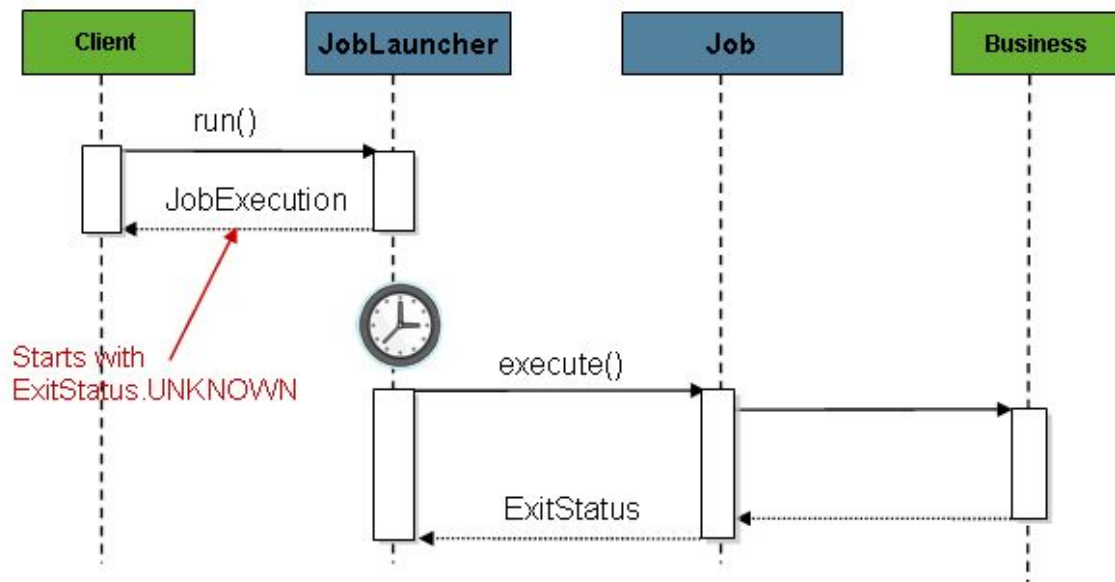 Client
JobLauncher
Job
Business
run()
JobExecution
Starts with
ExitStatus.UNKNOWN
execute()
ExitStatus